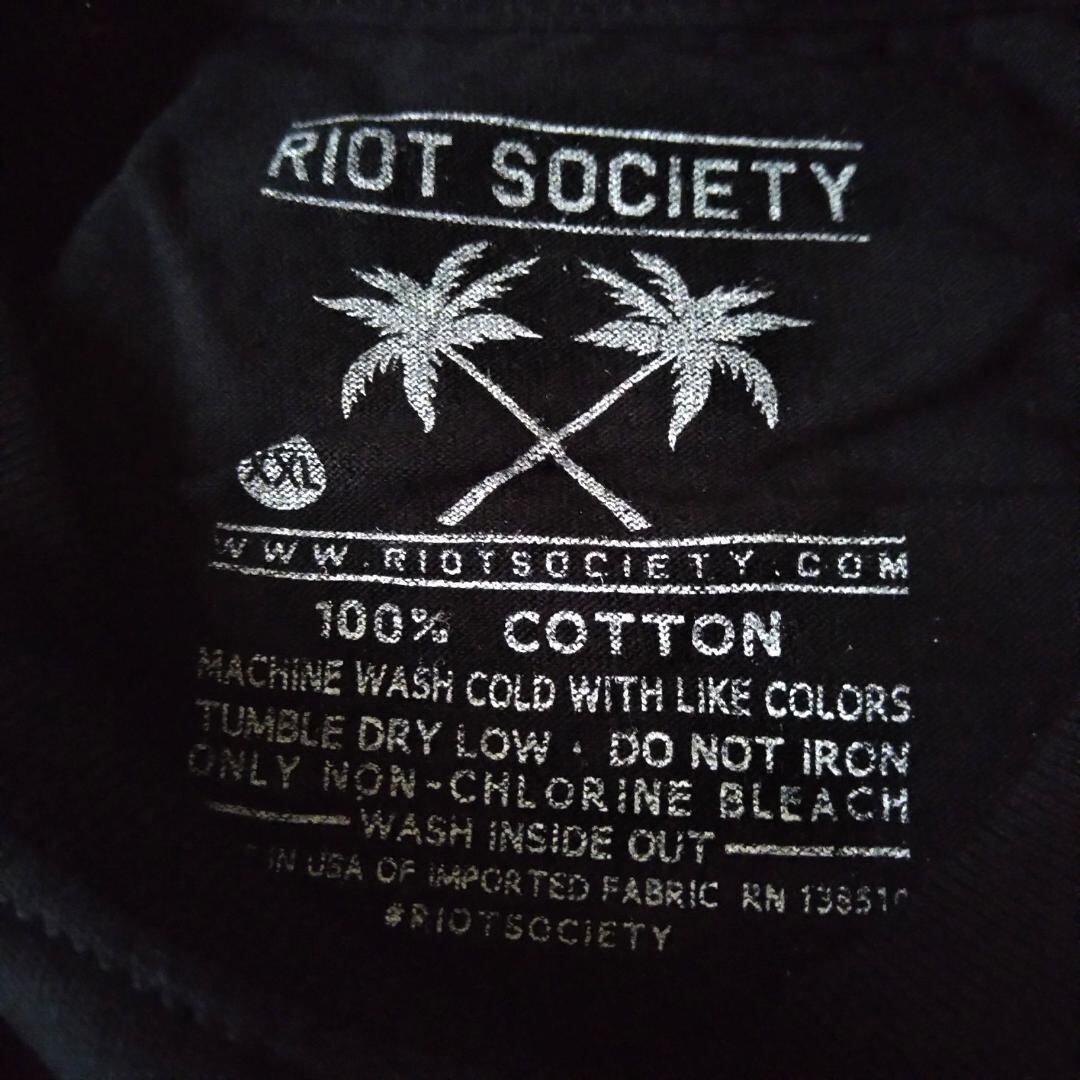 RIOT SOCIETY
XXL
WWW.RIOTSOCIETY.COM
100% COTTON
MACHINE WASH COLD WITH LIKE COLORS
TUMBLE DRY LOW · DO NOT IRON
ONLY NON-CHLORINE BLEACH
WASH INSIDE OUT
IN USA OF IMPORTED FABRIC RN
#RIOTSOCIETY